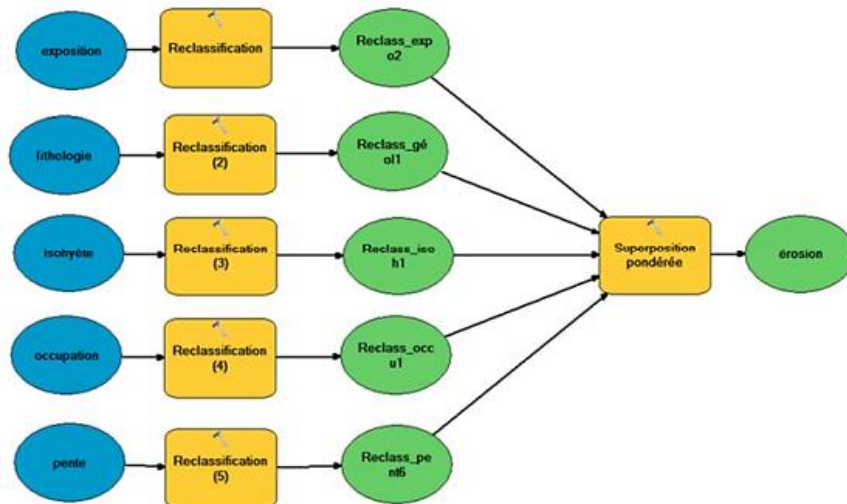 exposition
Reclassification
Reclass_exp
o2
lithologie
Reclassification
(2)
Reclass_gé
ol1
isohyète
Reclassification
(3)
Reclass_iso
h1
Superposition
pondérée
érosion
occupation
Reclassification
(4)
Reclass_occ
u1
pente
Reclassification
(5)
Reclass_pe
nt6